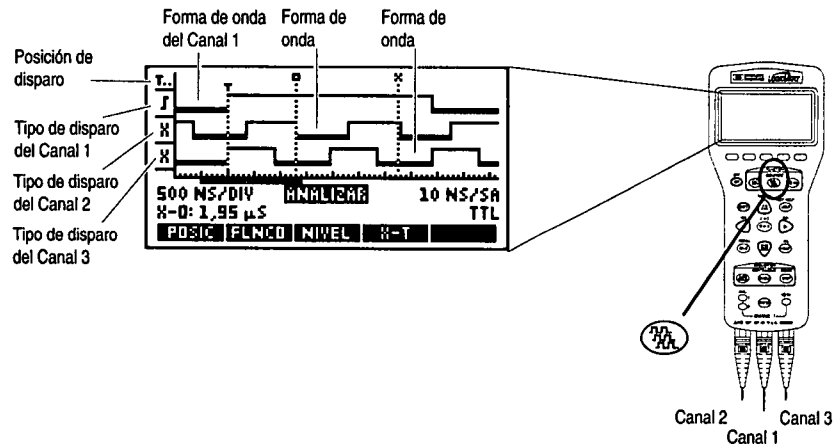 Forma de onda
del Canal 1
Forma de
onda
Forma de
onda
Posición de
disparo
Tipo de disparo
del Canal 1
Tipo de disparo
del Canal 2
Tipo de disparo
del Canal 3
T..
T
O
X
X
X
500 NS/DIV ANALIZAR 10 NS/SA
X-O: 1,95 µS TTL
POSIC FLNCO NIVEL X-T
Canal 2
Canal 1
Canal 3